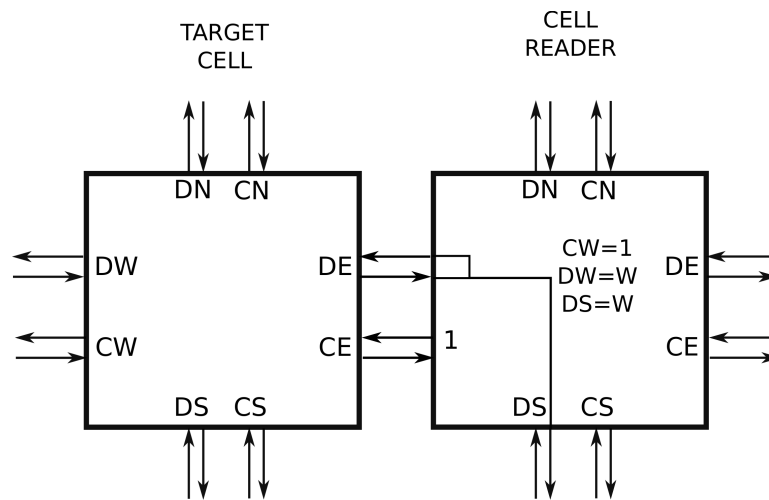 TARGET
CELL
CELL
READER
DN CN
DN CN
DW
DE
CW=1
DW=W
DS=W
DE
CW
CE
1
CE
DS CS
DS CS